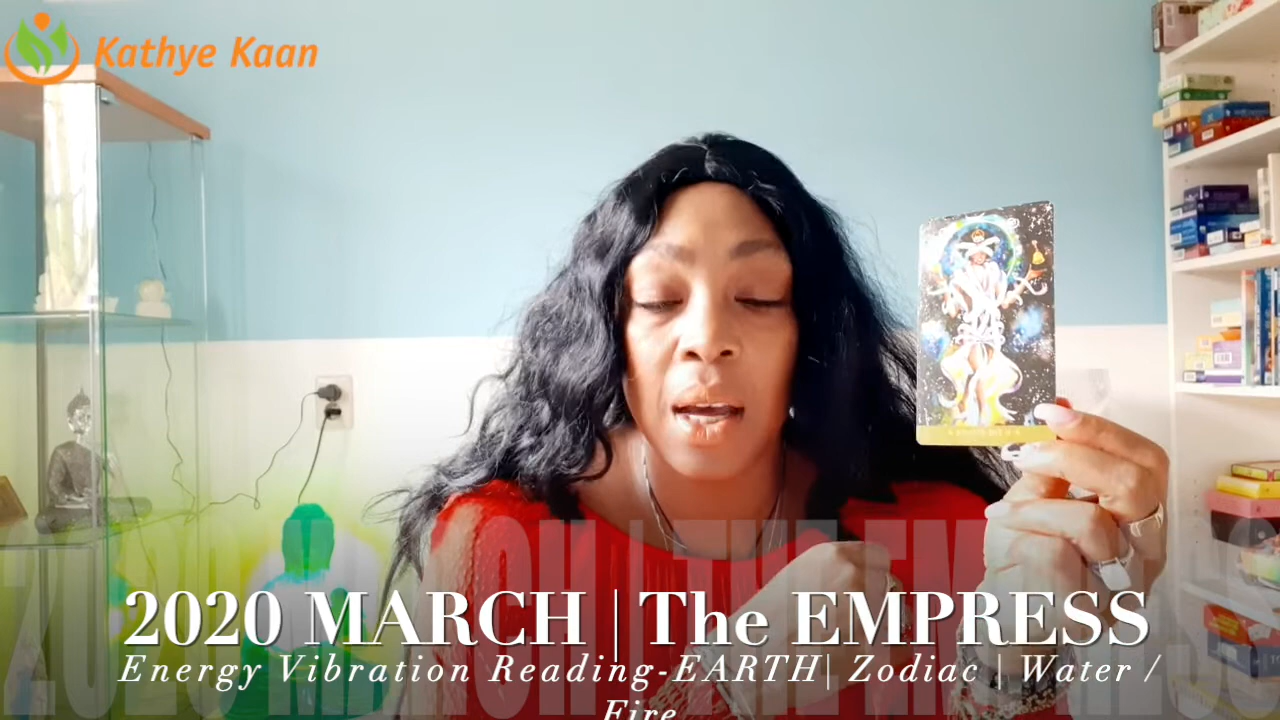 Kathye Kaan
2020 MARCH | The EMPRESS
Energy Vibration Reading-EARTH| Zodiac | Water /
Fire